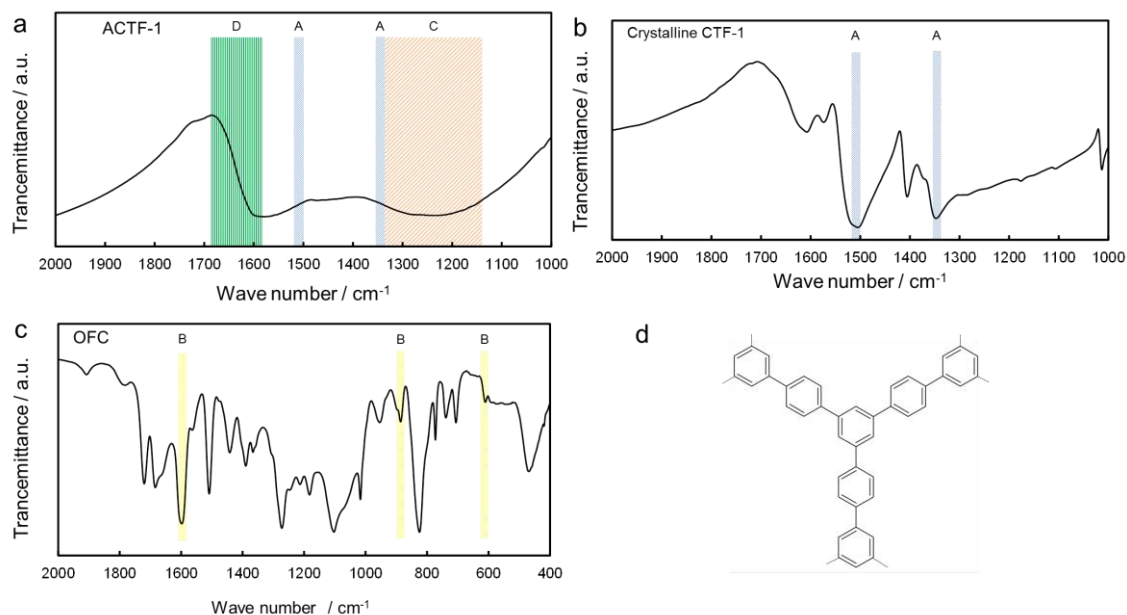 a
ACTF-1
D
A
A
C
Trancemittance / a.u.
2000 1900 1800 1700 1600 1500 1400 1300 1200 1100 1000
Wave number / cm-1
b
Crystalline CTF-1
A
A
Trancemittance / a.u.
2000 1900 1800 1700 1600 1500 1400 1300 1200 1100 1000
Wave number / cm-1
c
OFC
B
B
B
Trancemittance / a.u.
2000 1800 1600 1400 1200 1000 800 600 400
Wave number / cm-1
d